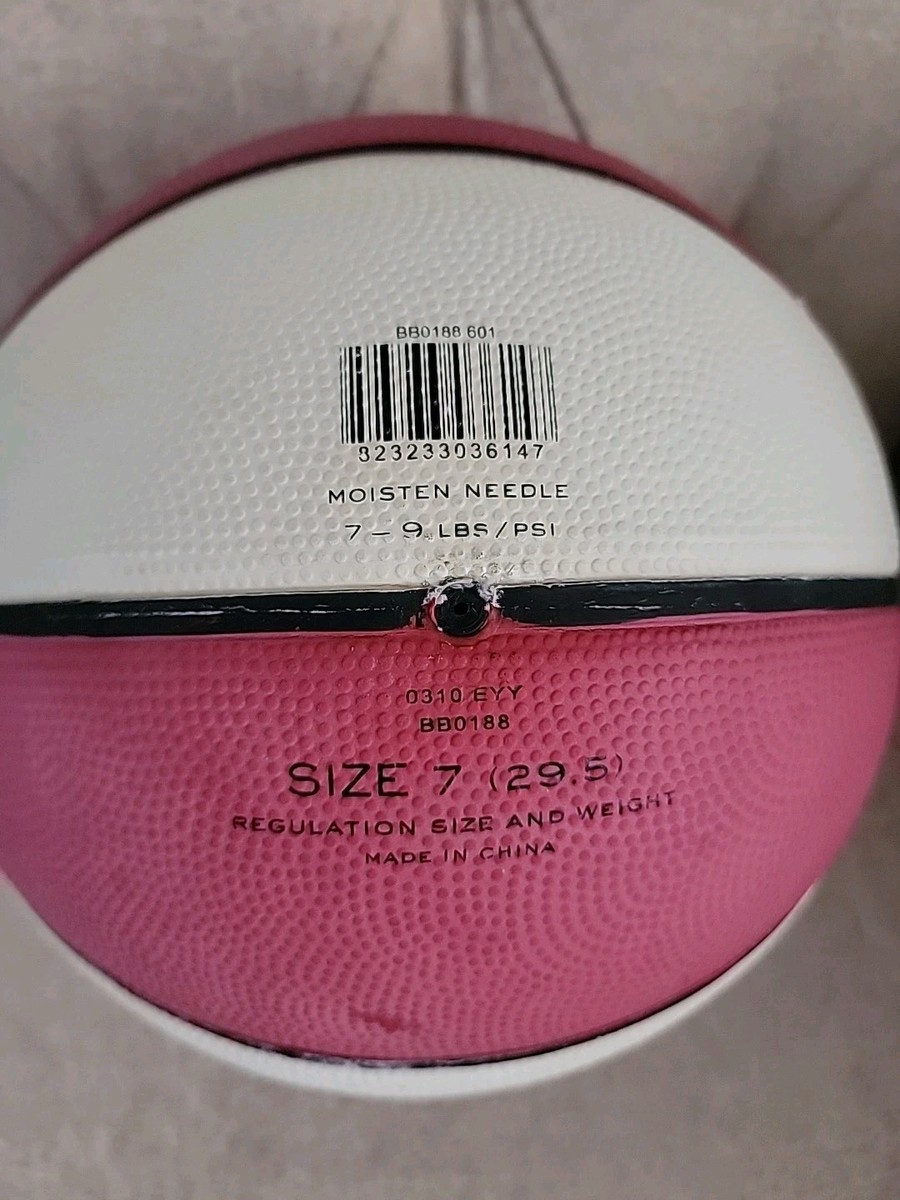 BB0188 601
823233036147
MOISTEN NEEDLE
7-9 LBS/PSI
0310 EYY
BB0188
SIZE 7 (29.5)
REGULATION SIZE AND WEIGHT
MADE IN CHINA